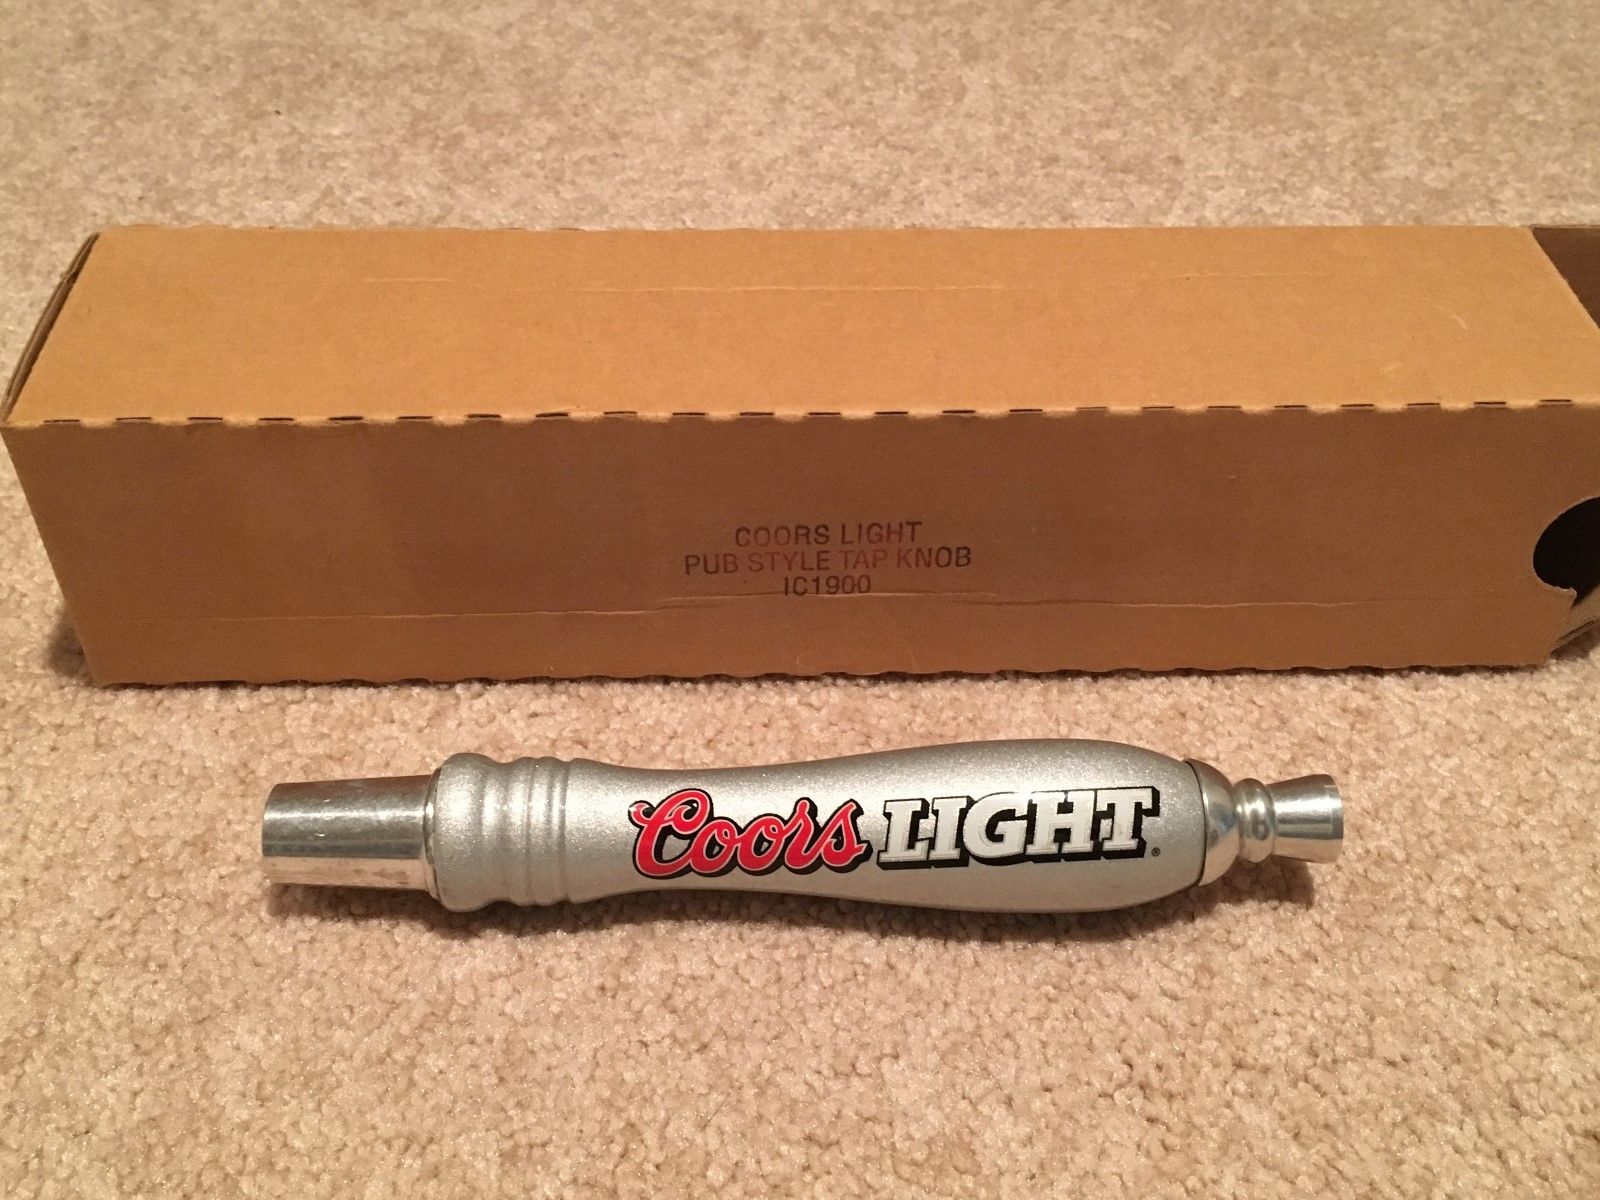 COORS LIGHT
PUB STYLE TAP KNOB
IC1900
Coors LIGHT®